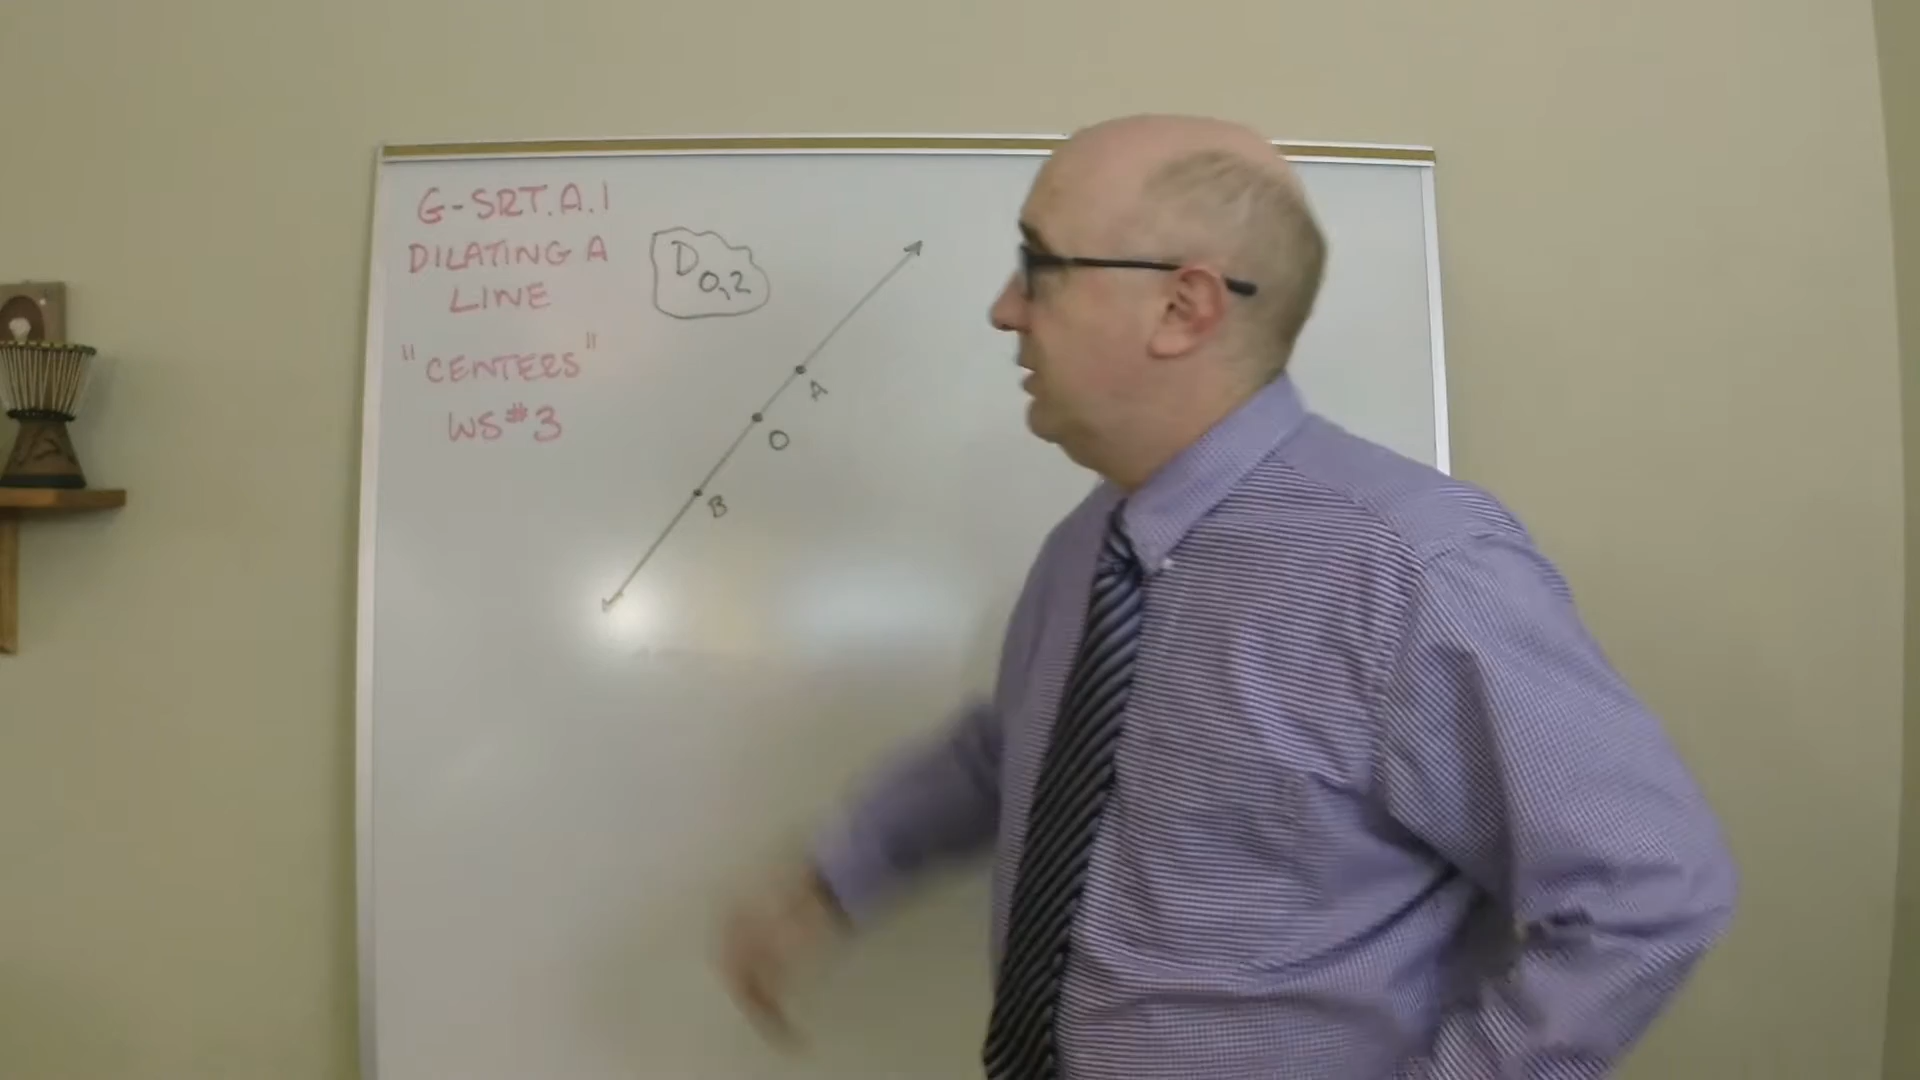 G-SRT.A.1
DILATING A
LINE
"CENTERS"
WS#3
D O,2
A
O
B